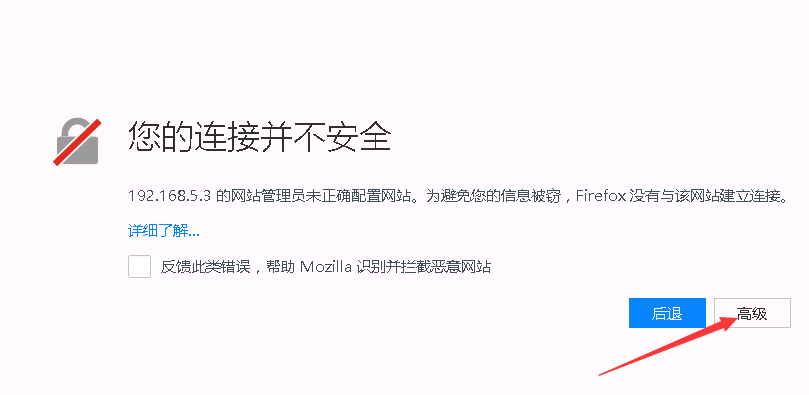 您的连接并不安全
192.168.5.3 的网站管理员未正确配置网站。为避免您的信息被窃，Firefox 没有与该网站建立连接。
详细了解...
反馈此类错误，帮助 Mozilla 识别并拦截恶意网站
后退 高级